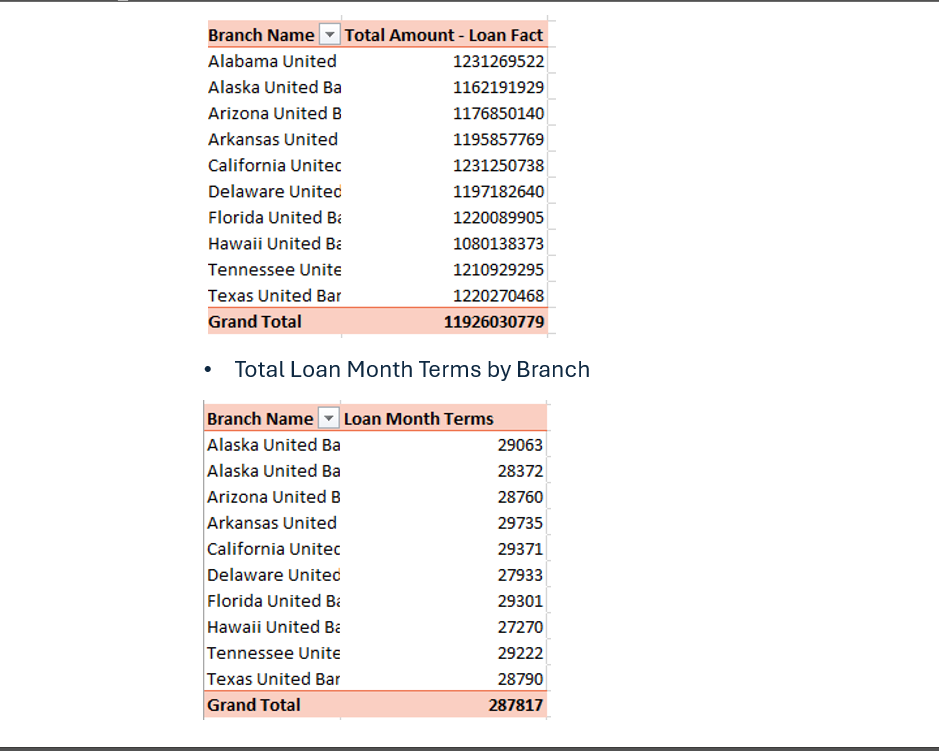 Branch Name Total Amount - Loan Fact
Alabama United 1231269522
Alaska United Ba 1162191929
Arizona United B 1176850140
Arkansas United 1195857769
California United 1231250738
Delaware United 1197182640
Florida United Ba 1220089905
Hawaii United Ba 1080138373
Tennessee Unite 1210929295
Texas United Bar 1220270468
Grand Total 11926030779
• Total Loan Month Terms by Branch
Branch Name Loan Month Terms
Alaska United Ba 29063
Alaska United Ba 28372
Arizona United B 28760
Arkansas United 29735
California United 29371
Delaware United 27933
Florida United Ba 29301
Hawaii United Ba 27270
Tennessee Unite 29222
Texas United Bar 28790
Grand Total 287817